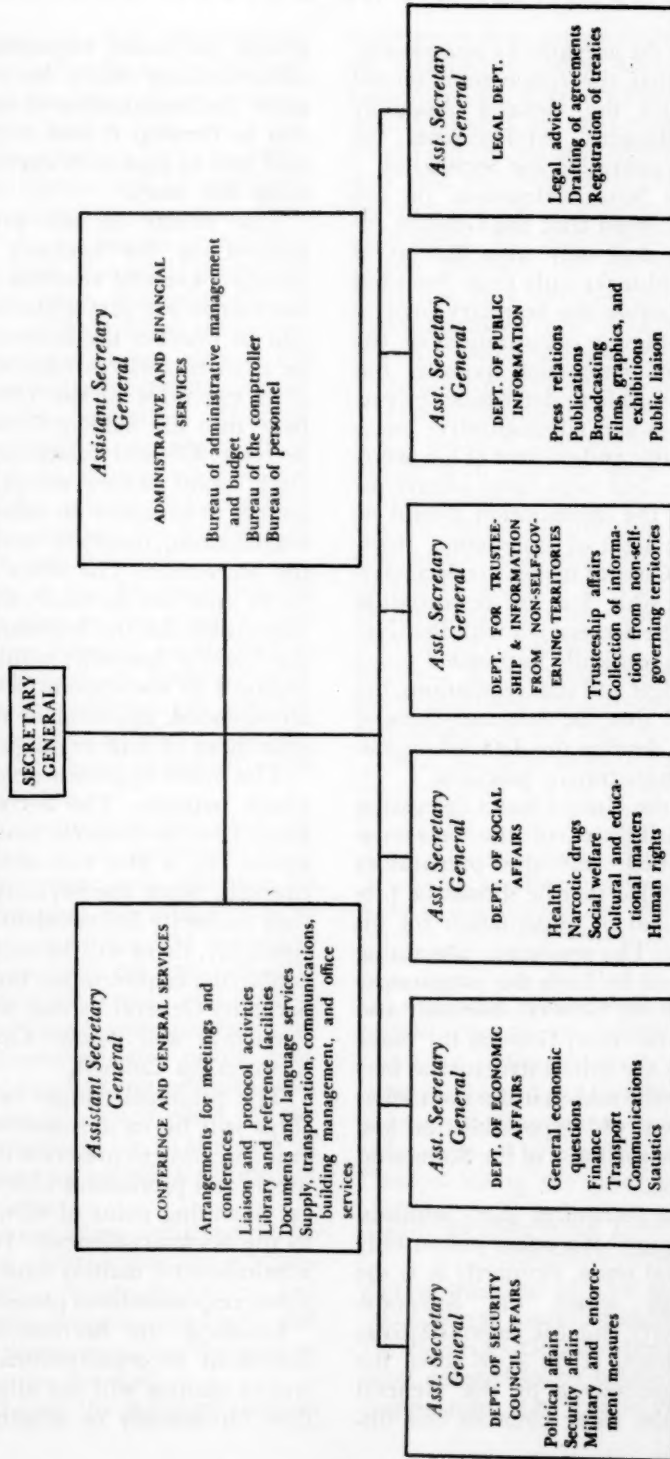 SECRETARY
GENERAL
Assistant Secretary
General
CONFERENCE AND GENERAL SERVICES
Arrangements for meetings and
conferences
Liaison and protocol activities
Library and reference facilities
Documents and language services
Supply, transportation, communications,
building management, and office
services
Assistant Secretary
General
ADMINISTRATIVE AND FINANCIAL
SERVICES
Bureau of administrative management
and budget
Bureau of the comptroller
Bureau of personnel
Asst. Secretary
General
DEPT. OF SECURITY
COUNCIL AFFAIRS
Political affairs
Security affairs
Military and enforce-
ment measures
Asst. Secretary
General
DEPT. OF ECONOMIC
AFFAIRS
General economic
questions
Finance
Transport
Communications
Statistics
Asst. Secretary
General
DEPT. OF SOCIAL
AFFAIRS
Health
Narcotic drugs
Social welfare
Cultural and educa-
tional matters
Human rights
Asst. Secretary
General
DEPT. FOR TRUSTEE-
SHIP & INFORMATION
FROM NON-SELF-GOV-
ERNING TERRITORIES
Trusteeship affairs
Collection of informa-
tion from non-self-
governing territories
Asst. Secretary
General
DEPT. OF PUBLIC
INFORMATION
Press relations
Publications
Broadcasting
Films, graphics, and
exhibitions
Public liaison
Asst. Secretary
General
LEGAL DEPT.
Legal advice
Drafting of agreements
Registration of treaties